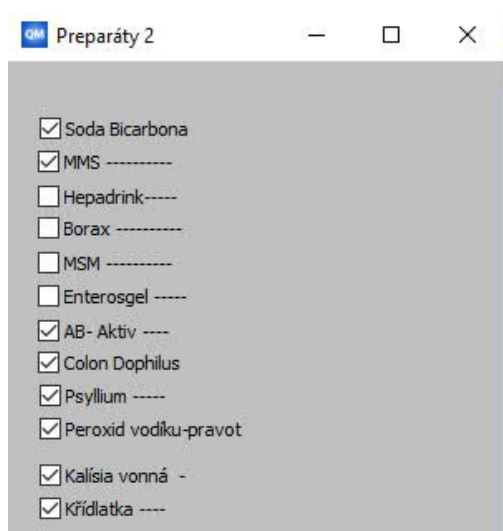 QM Preparáty 2
Soda Bicarbona
MMS ----------
Hepadrink-----
Borax ----------
MSM ----------
Enterosgel -----
AB- Aktiv ----
Colon Dophilus
Psyllium -----
Peroxid vodíku-pravot
Kalísia vonná -
Křídlatka ----